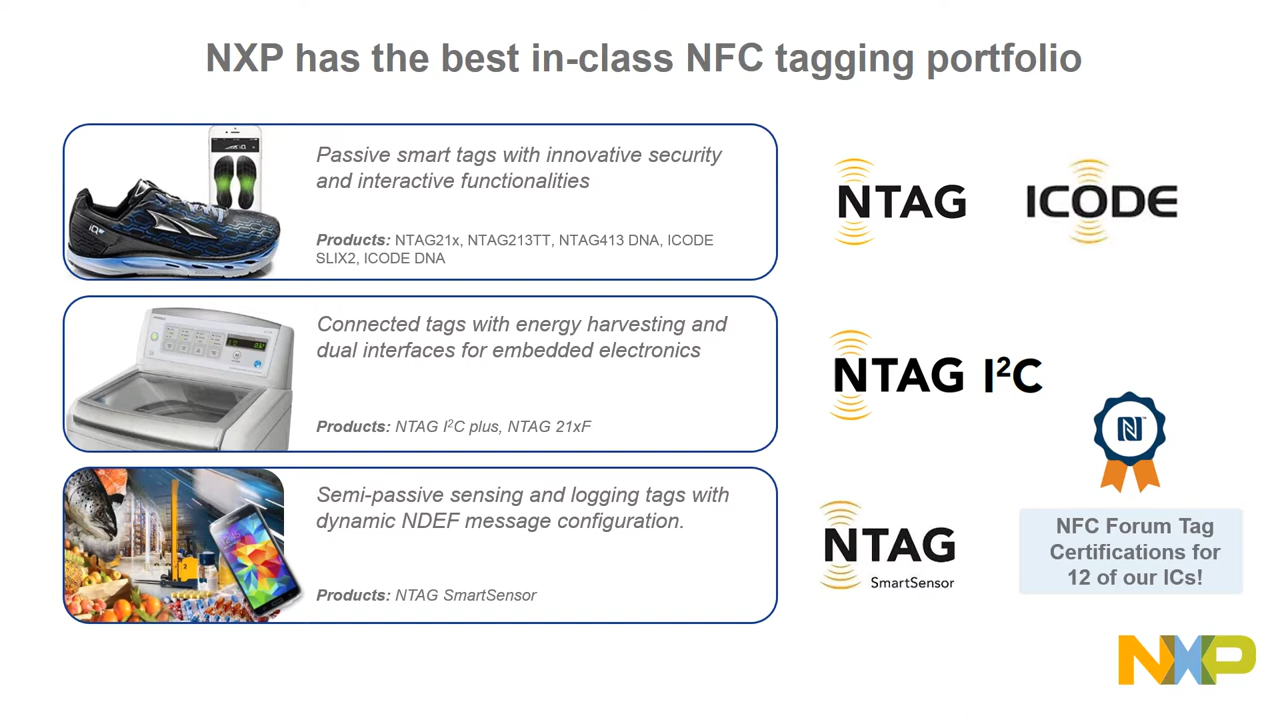 NXP has the best in-class NFC tagging portfolio
Passive smart tags with innovative security
and interactive functionalities
Products: NTAG21x, NTAG213TT, NTAG413 DNA, ICODE
SLIX2, ICODE DNA
iQ
NTAG
ICODE
Connected tags with energy harvesting and
dual interfaces for embedded electronics
Products: NTAG I²C plus, NTAG 21xF
NTAG I²C
Semi-passive sensing and logging tags with
dynamic NDEF message configuration.
Products: NTAG SmartSensor
NTAG
SmartSensor
NFC Forum Tag
Certifications for
12 of our ICs!
NXP